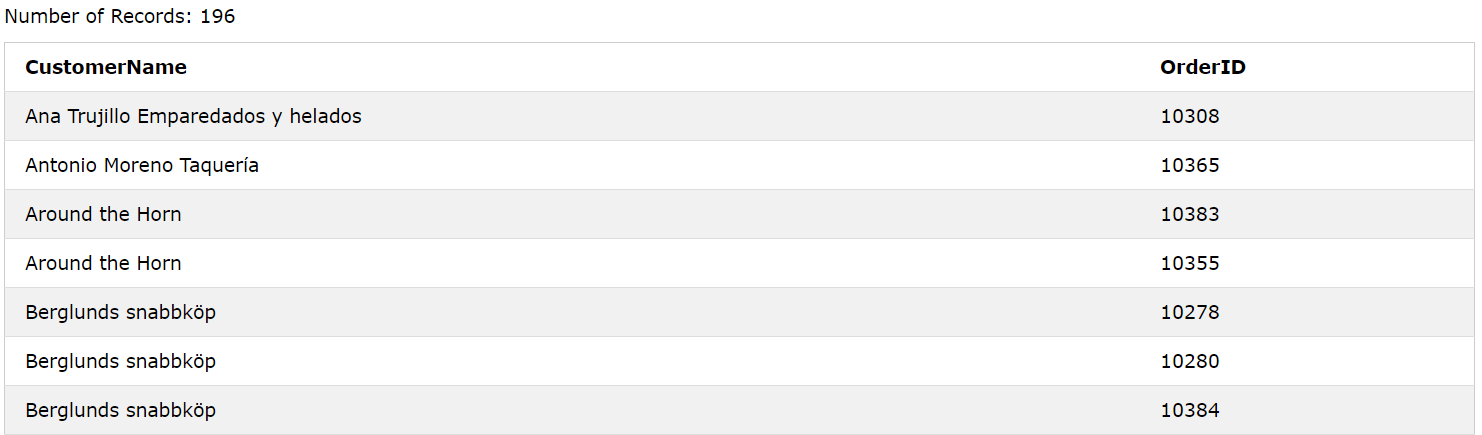 Number of Records: 196
CustomerName OrderID
Ana Trujillo Emparedados y helados 10308
Antonio Moreno Taquería 10365
Around the Horn 10383
Around the Horn 10355
Berglunds snabbköp 10278
Berglunds snabbköp 10280
Berglunds snabbköp 10384